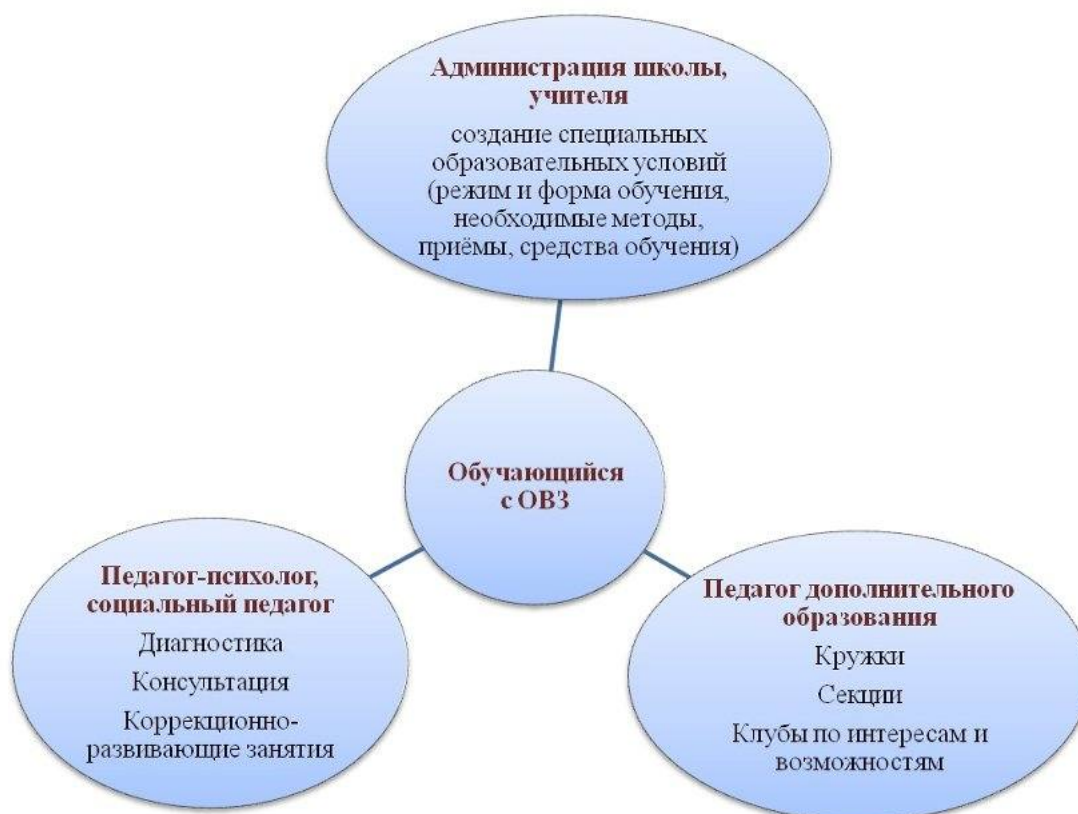 Администрация школы,
учителя
создание специальных
образовательных условий
(режим и форма обучения,
необходимые методы,
приёмы, средства обучения)
Обучающийся
с ОВЗ
Педагог-психолог,
социальный педагог
Диагностика
Консультация
Коррекционно-
развивающие занятия
Педагог дополнительного
образования
Кружки
Секции
Клубы по интересам и
возможностям